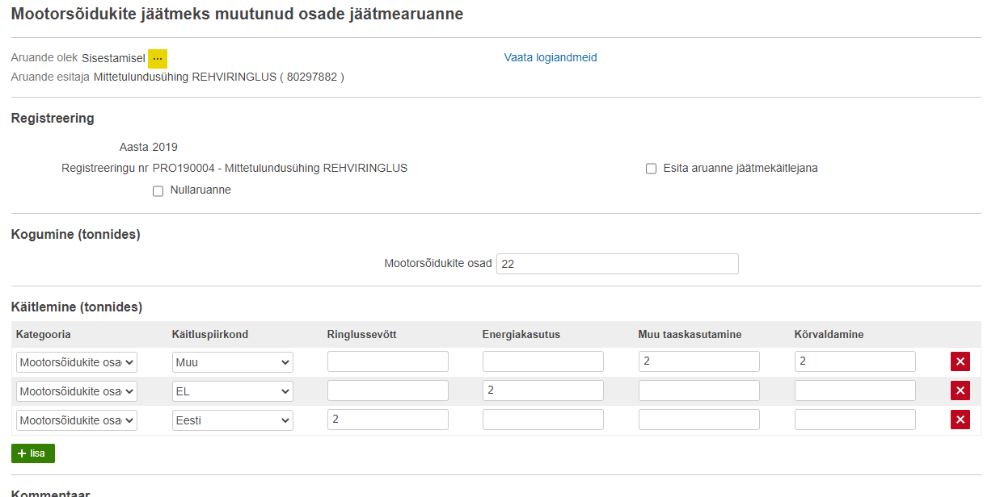 Mootorsõidukite jäätmeks muutunud osade jäätmearuanne
Aruande olek Sisestamisel ... Vaata logiandmeid
Aruande esitaja Mittetulundusühing REHVIRINGLUS ( 80297882 )
Registreering
Aasta 2019
Registreeringu nr PRO190004 - Mittetulundusühing REHVIRINGLUS Esita aruanne jäätmekäitlejana
Nullaruanne
Kogumine (tonnides)
Mootorsõidukite osad 22
Käitlemine (tonnides)
Kategooria Käitluspiirkond Ringlussevõtt Energiakasutus Muu taaskasutamine Kõrvaldamine
Mootorsõidukite osa Muu 2 2
Mootorsõidukite osa EL 2
Mootorsõidukite osa Eesti 2
+ lisa
Kommentaar